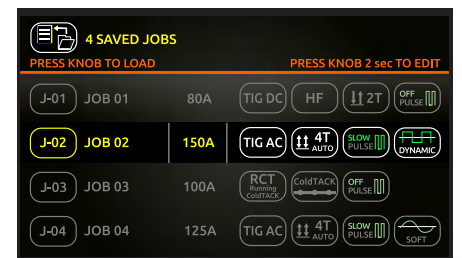 4 SAVED JOBS
PRESS KNOB TO LOAD PRESS KNOB 2 sec TO EDIT
J-01 JOB 01 80A TIG DC HF 2T OFF PULSE
J-02 JOB 02 150A TIG AC 4T AUTO SLOW PULSE DYNAMIC
J-03 JOB 03 100A RCT Running ColdTACK ColdTACK OFF PULSE
J-04 JOB 04 125A TIG AC 4T AUTO SLOW PULSE SOFT